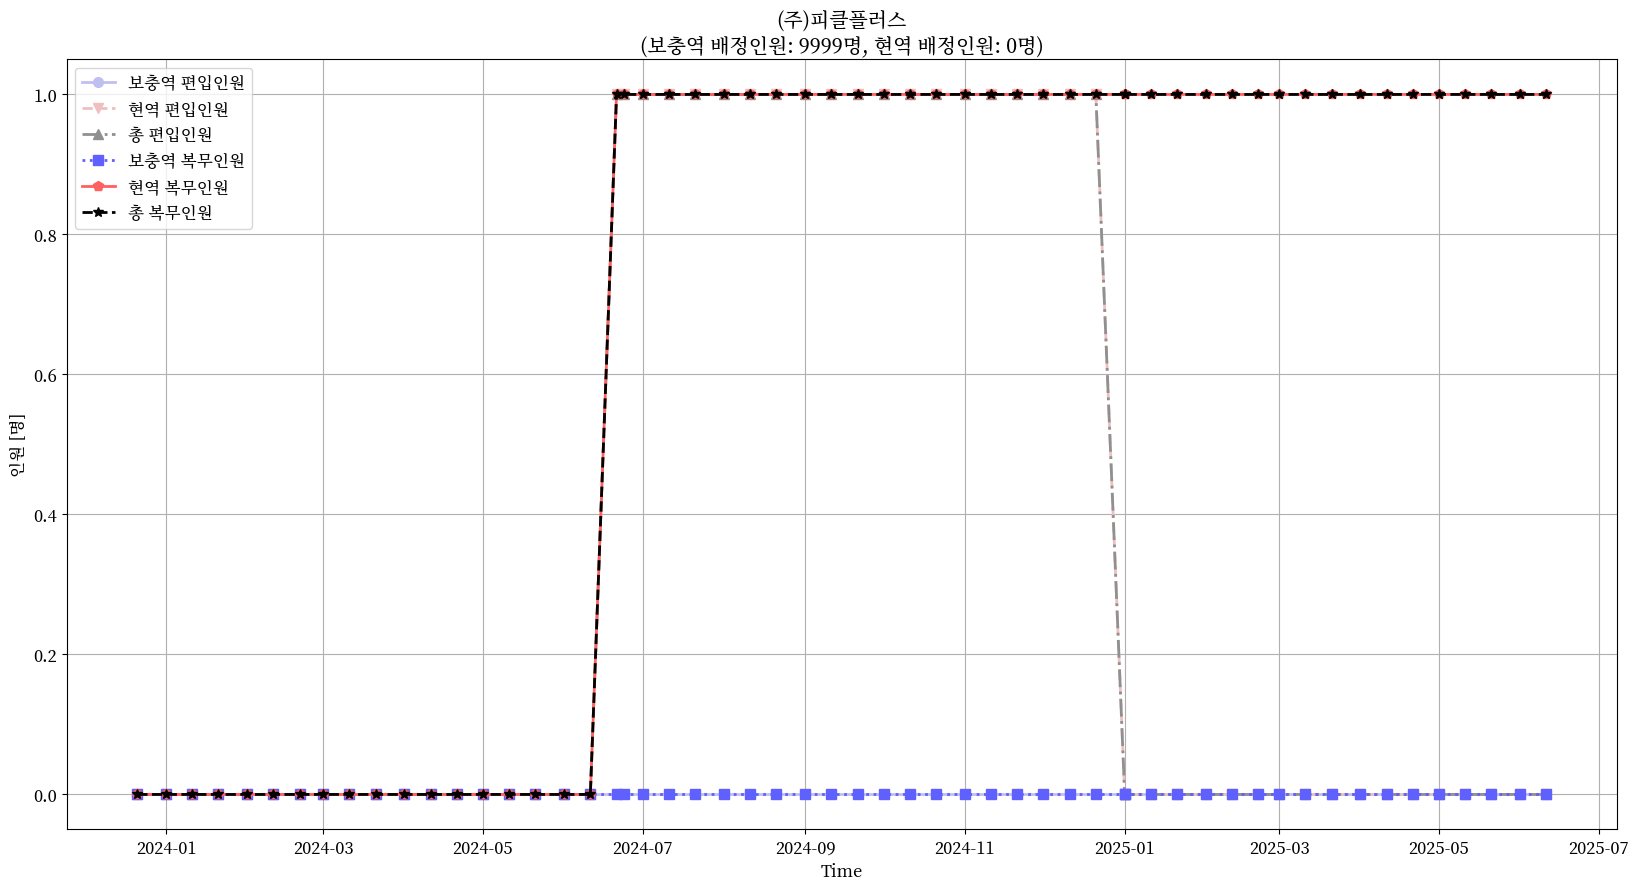 (주)피클플러스
(보충역 배정인원: 9999명, 현역 배정인원: 0명)
보충역 편입인원
현역 편입인원
총 편입인원
보충역 복무인원
현역 복무인원
총 복무인원
1.0
0.8
0.6
0.4
0.2
0.0
인원 [명]
2024-01
2024-03
2024-05
2024-07
2024-09
2024-11
2025-01
2025-03
2025-05
2025-07
Time